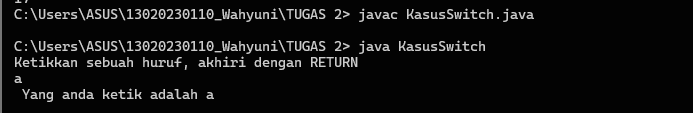 C:\Users\ASUS\13020230110_Wahyuni\TUGAS 2> javac KasusSwitch.java
C:\Users\ASUS\13020230110_Wahyuni\TUGAS 2> java KasusSwitch
Ketikkan sebuah huruf, akhiri dengan RETURN
a
 Yang anda ketik adalah a